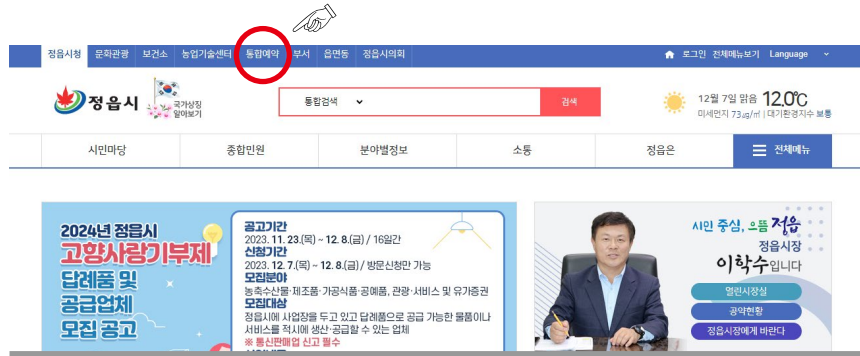 정읍시청 문화관광 보건소 농업기술센터 통합예약 부서 읍면동 정읍시의회 로그인 전체메뉴보기 Language
정읍시 국가상징
알아보기
통합검색 검색
12월 7일 맑음 12.0℃
미세먼지 73㎍/㎥ | 대기환경지수 보통
시민마당 종합민원 분야별정보 소통 정읍은 전체메뉴
2024년 정읍시
고향사랑기부제
답례품 및
공급업체
모집 공고
공고기간
2023. 11. 23.(목) ~ 12. 8.(금) / 16일간
신청기간
2023. 12. 7.(목) ~ 12. 8.(금) / 방문신청만 가능
모집분야
농축수산물·제조품·가공식품·공예품, 관광·서비스 및 유가증권
모집대상
정읍시에 사업장을 두고 있고 답례품으로 공급 가능한 물품이나
서비스를 적시에 생산·공급할 수 있는 업체
※ 통신판매업 신고 필수
시민 중심, 으뜸 정읍
정읍시장
이학수입니다
열린시장실
공약현황
정읍시장에게 바란다